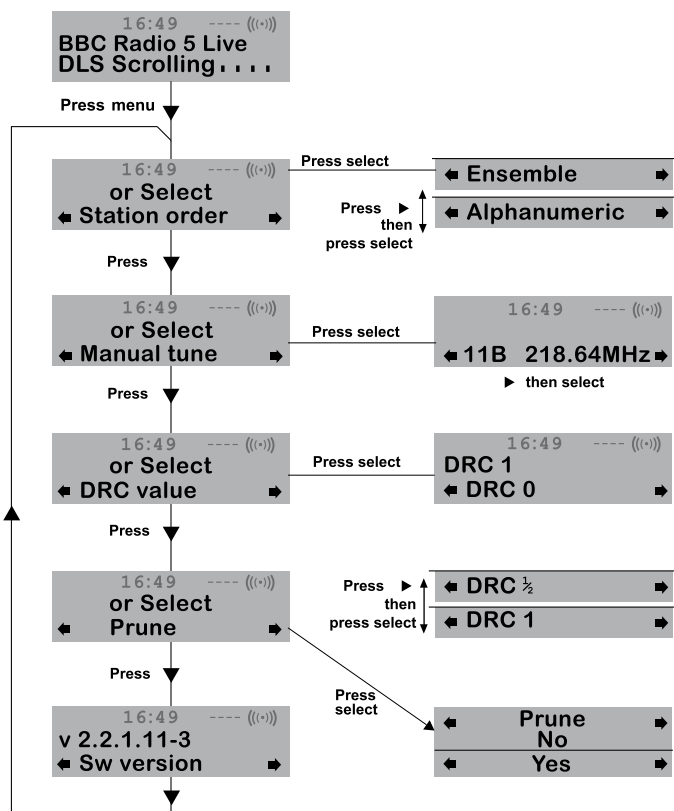 16:49
BBC Radio 5 Live
DLS Scrolling....
Press menu
16:49
or Select
Station order
Press select
Ensemble
Press ▶
then
press select
Alphanumeric
Press
16:49
or Select
Manual tune
Press select
16:49
11B 218.64MHz
▶ then select
Press
16:49
or Select
DRC value
Press select
16:49
DRC 1
DRC 0
Press
16:49
or Select
Prune
Press ▶
then
press select
DRC ½
DRC 1
Press
Press
select
16:49
v 2.2.1.11-3
Sw version
Prune
No
Yes